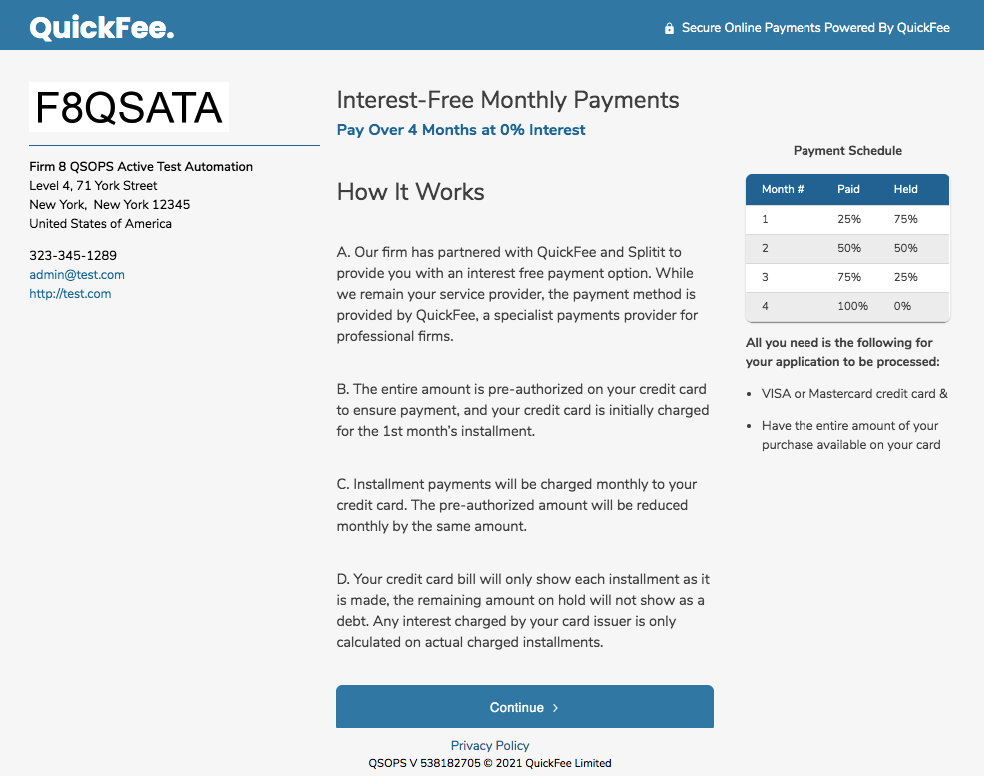 QuickFee.
Secure Online Payments Powered By QuickFee
F8QSATA
Firm 8 QSOPS Active Test Automation
Level 4, 71 York Street
New York, New York 12345
United States of America
323-345-1289
admin@test.com
http://test.com
Interest-Free Monthly Payments
Pay Over 4 Months at 0% Interest
How It Works
A. Our firm has partnered with QuickFee and Splitit to
provide you with an interest free payment option. While
we remain your service provider, the payment method is
provided by QuickFee, a specialist payments provider for
professional firms.
B. The entire amount is pre-authorized on your credit card
to ensure payment, and your credit card is initially charged
for the 1st month's installment.
C. Installment payments will be charged monthly to your
credit card. The pre-authorized amount will be reduced
monthly by the same amount.
D. Your credit card bill will only show each installment as it
is made, the remaining amount on hold will not show as a
debt. Any interest charged by your card issuer is only
calculated on actual charged installments.
Payment Schedule
Month # Paid Held
1 25% 75%
2 50% 50%
3 75% 25%
4 100% 0%
All you need is the following for
your application to be processed:
• VISA or Mastercard credit card &
• Have the entire amount of your
purchase available on your card
Continue >
Privacy Policy
QSOPS V 538182705 © 2021 QuickFee Limited